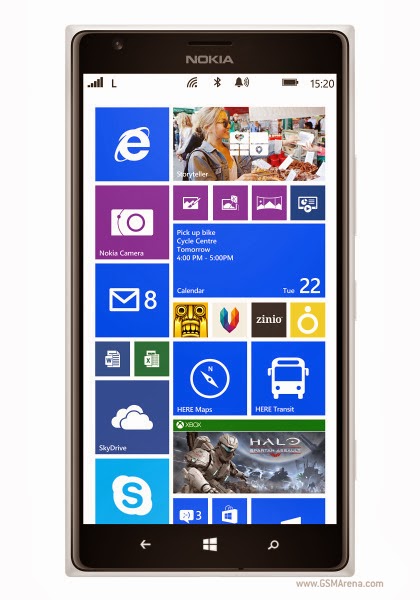 NOKIA
L
15:20
Storyteller
Nokia Camera
Pick up bike
Cycle Centre
Tomorrow
4:00 PM - 5:00PM
Calendar
Tue 22
8
zinio
W
X
N
HERE Maps
HERE Transit
SkyDrive
XBOX
HALO
SPARTAN ASSAULT
S
3
www.GSMArena.com